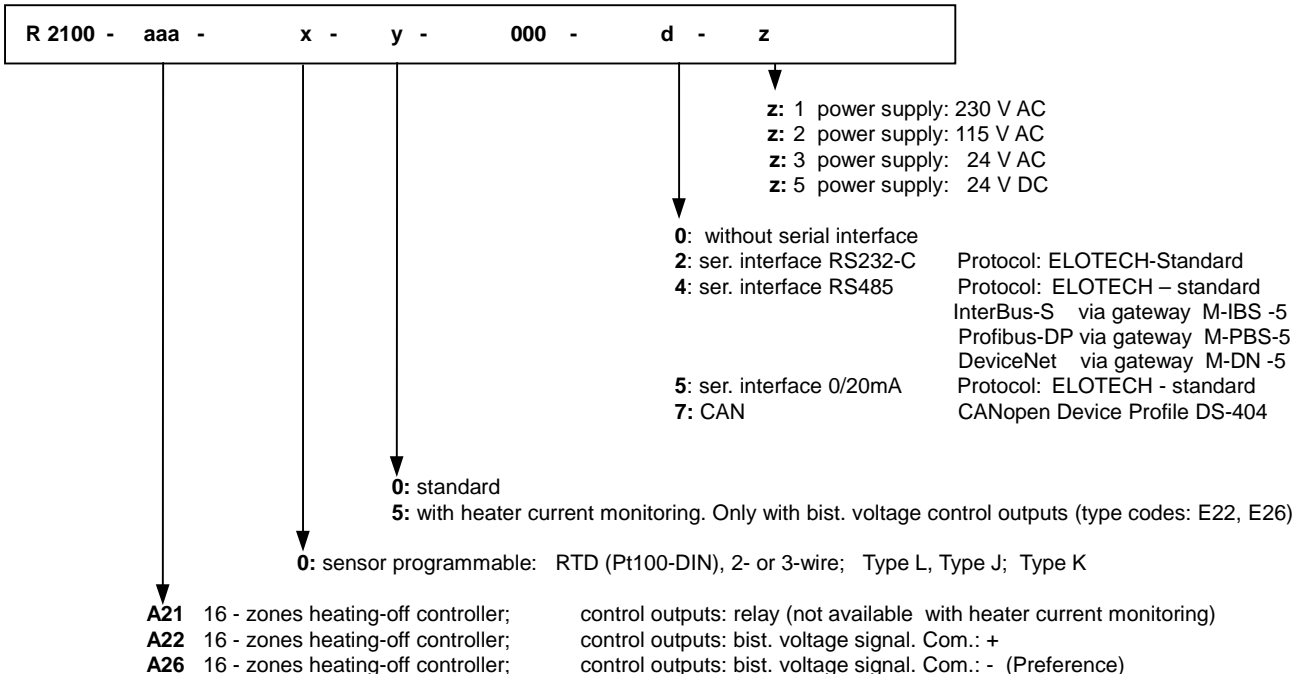 R 2100 - aaa - x - y - 000 - d - z
z: 1 power supply: 230 V AC
z: 2 power supply: 115 V AC
z: 3 power supply: 24 V AC
z: 5 power supply: 24 V DC
0: without serial interface
2: ser. interface RS232-C Protocol: ELOTECH-Standard
4: ser. interface RS485 Protocol: ELOTECH – standard
InterBus-S via gateway M-IBS -5
Profibus-DP via gateway M-PBS-5
DeviceNet via gateway M-DN -5
5: ser. interface 0/20mA Protocol: ELOTECH - standard
7: CAN CANopen Device Profile DS-404
0: standard
5: with heater current monitoring. Only with bist. voltage control outputs (type codes: E22, E26)
0: sensor programmable: RTD (Pt100-DIN), 2- or 3-wire; Type L, Type J; Type K
A21 16 - zones heating-off controller; control outputs: relay (not available with heater current monitoring)
A22 16 - zones heating-off controller; control outputs: bist. voltage signal. Com.: +
A26 16 - zones heating-off controller; control outputs: bist. voltage signal. Com.: - (Preference)